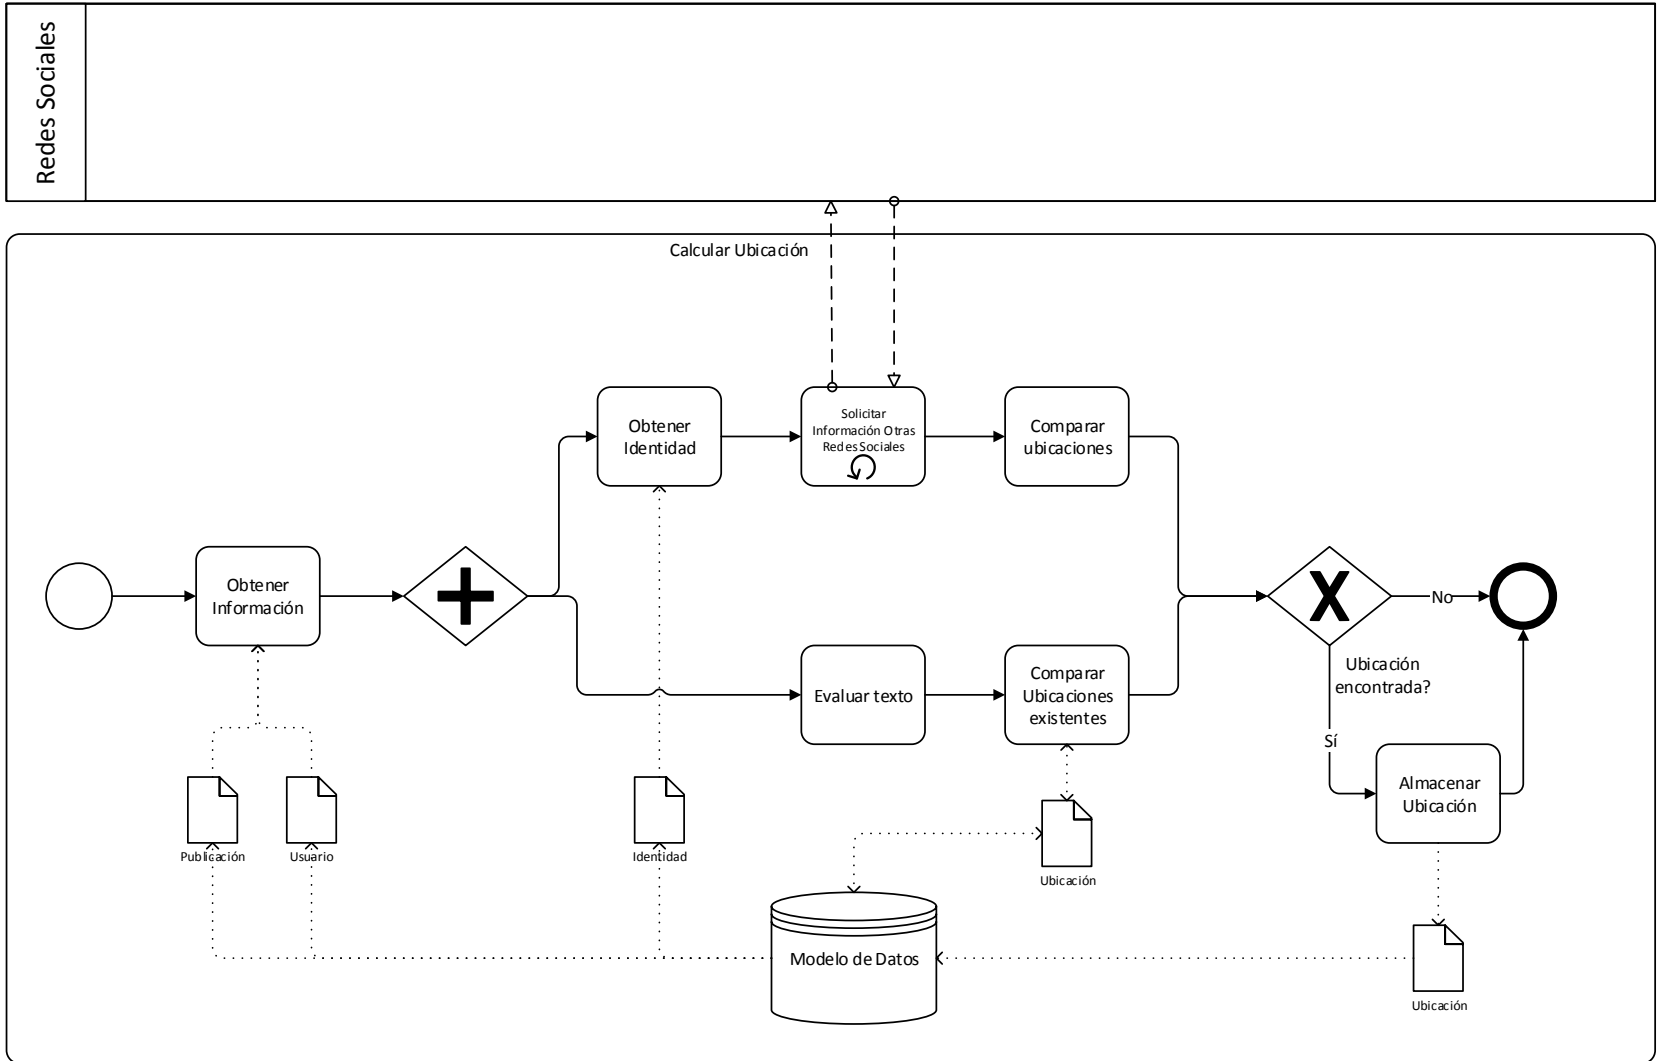 Redes Sociales
Calcular Ubicación
Obtener
Identidad
Solicitar
Información Otras
Redes Sociales
Comparar
ubicaciones
Obtener
Información
No
Ubicación
encontrada?
Evaluar texto
Comparar
Ubicaciones
existentes
Sí
Almacenar
Ubicación
Publicación
Usuario
Identidad
Ubicación
Modelo de Datos
Ubicación